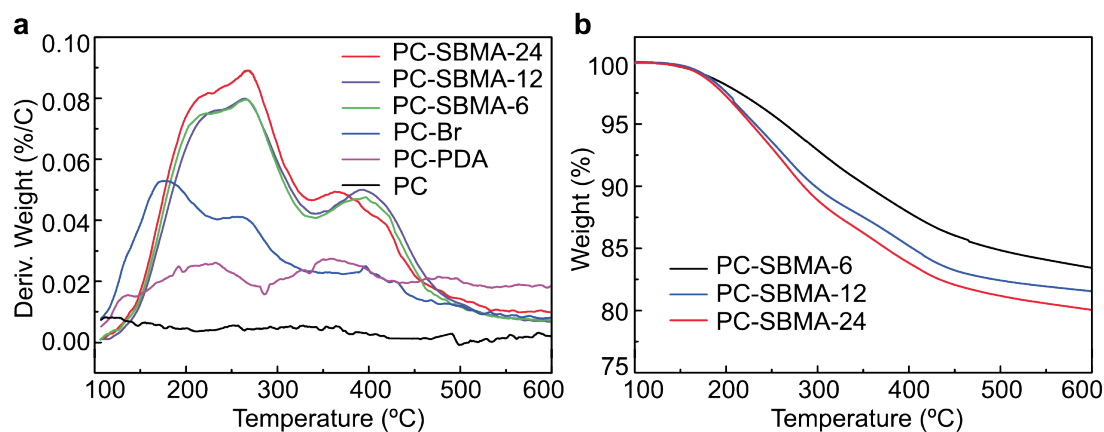 a
0.10
0.08
0.06
0.04
0.02
0.00
Deriv. Weight (%/C)
PC-SBMA-24
PC-SBMA-12
PC-SBMA-6
PC-Br
PC-PDA
PC
100 200 300 400 500 600
Temperature (ºC)
b
100
95
90
85
80
75
Weight (%)
PC-SBMA-6
PC-SBMA-12
PC-SBMA-24
100 200 300 400 500 600
Temperature (ºC)